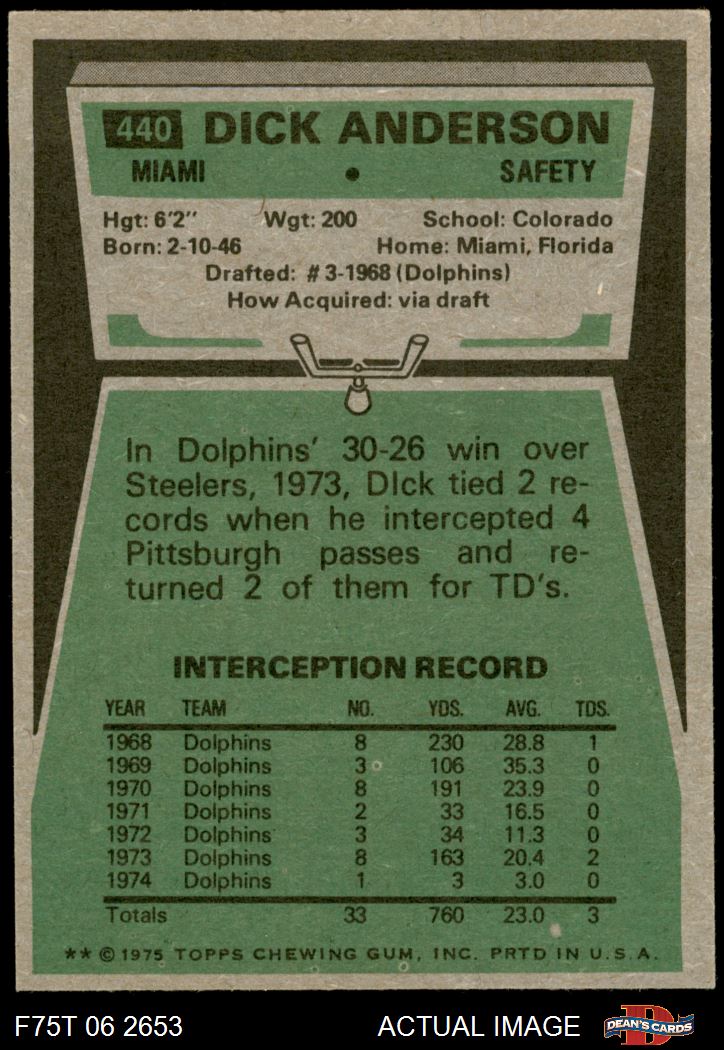 440 DICK ANDERSON
MIAMI • SAFETY
Hgt: 6'2" Wgt: 200 School: Colorado
Born: 2-10-46 Home: Miami, Florida
Drafted: #3-1968 (Dolphins)
How Acquired: via draft
In Dolphins' 30-26 win over
Steelers, 1973, DIck tied 2 re-
cords when he intercepted 4
Pittsburgh passes and re-
turned 2 of them for TD's.
INTERCEPTION RECORD
YEAR TEAM NO. YDS. AVG. TDS.
1968 Dolphins 8 230 28.8 1
1969 Dolphins 3 106 35.3 0
1970 Dolphins 8 191 23.9 0
1971 Dolphins 2 33 16.5 0
1972 Dolphins 3 34 11.3 0
1973 Dolphins 8 163 20.4 2
1974 Dolphins 1 3 3.0 0
Totals 33 760 23.0 3
** © 1975 TOPPS CHEWING GUM, INC. PRTD IN U.S.A.
F75T 06 2653 ACTUAL IMAGE D DEAN'S CARDS